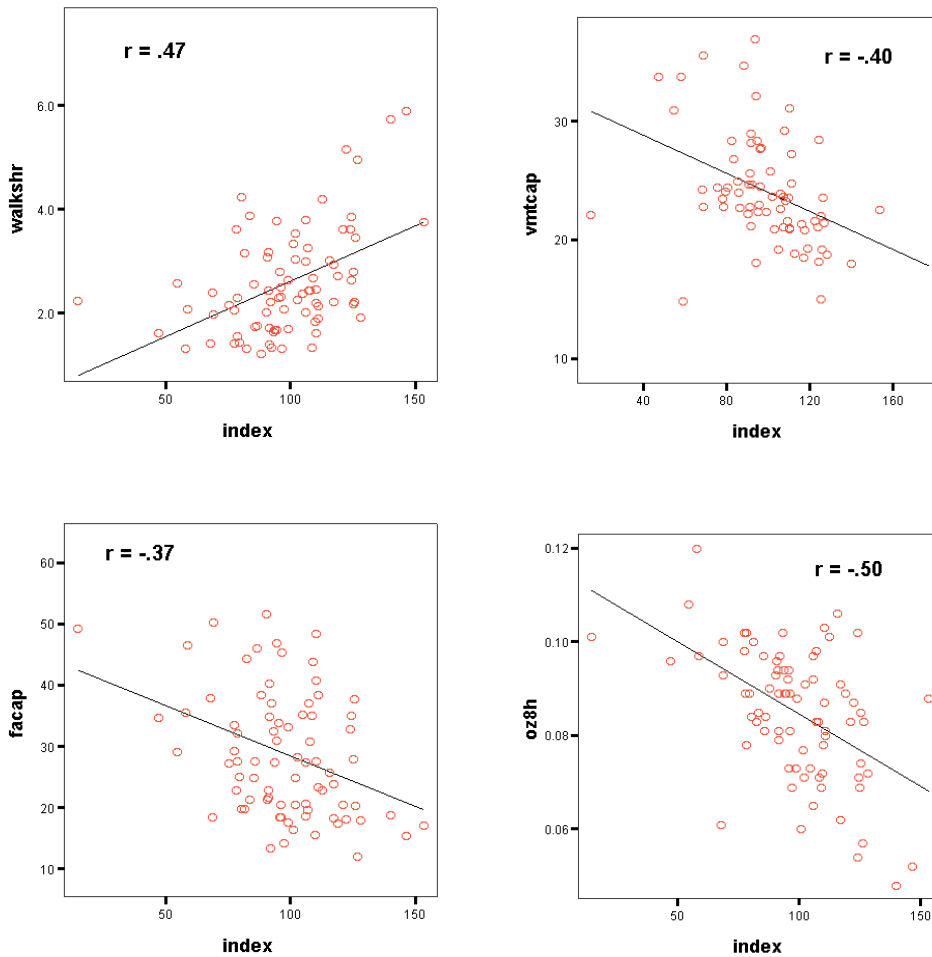 r = .47
6.0
4.0
2.0
walkshr
50
100
150
index
r = -.40
30
20
10
vmtcap
40
80
120
160
index
r = -.37
60
50
40
30
20
10
facap
50
100
150
index
r = -.50
0.12
0.10
0.08
0.06
oz8h
50
100
150
index